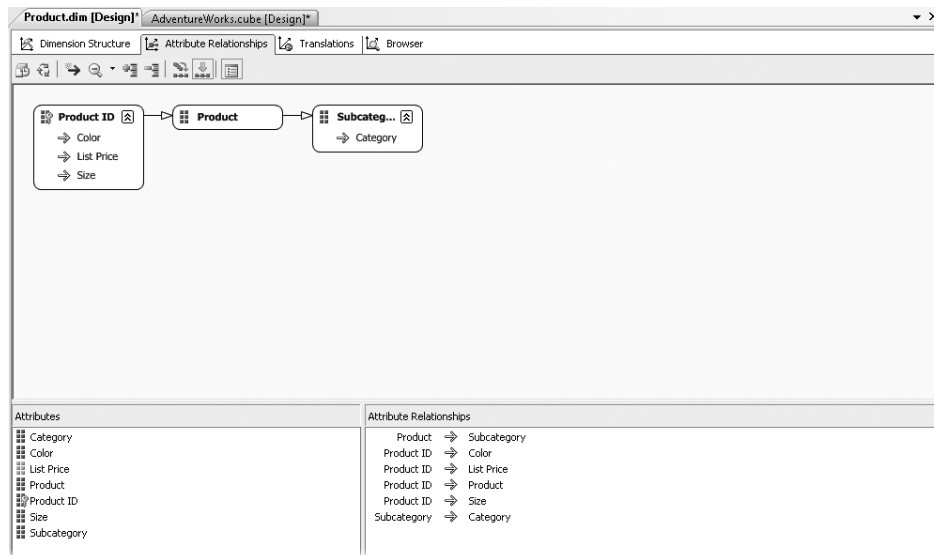 Product.dim [Design]* AdventureWorks.cube [Design]*
Dimension Structure Attribute Relationships Translations Browser
Product ID Product Subcateg...
Color Category
List Price
Size
Attributes Attribute Relationships
Category Product Subcategory
Color Product ID Color
List Price Product ID List Price
Product Product ID Product
Product ID Product ID Size
Size Subcategory Category
Subcategory